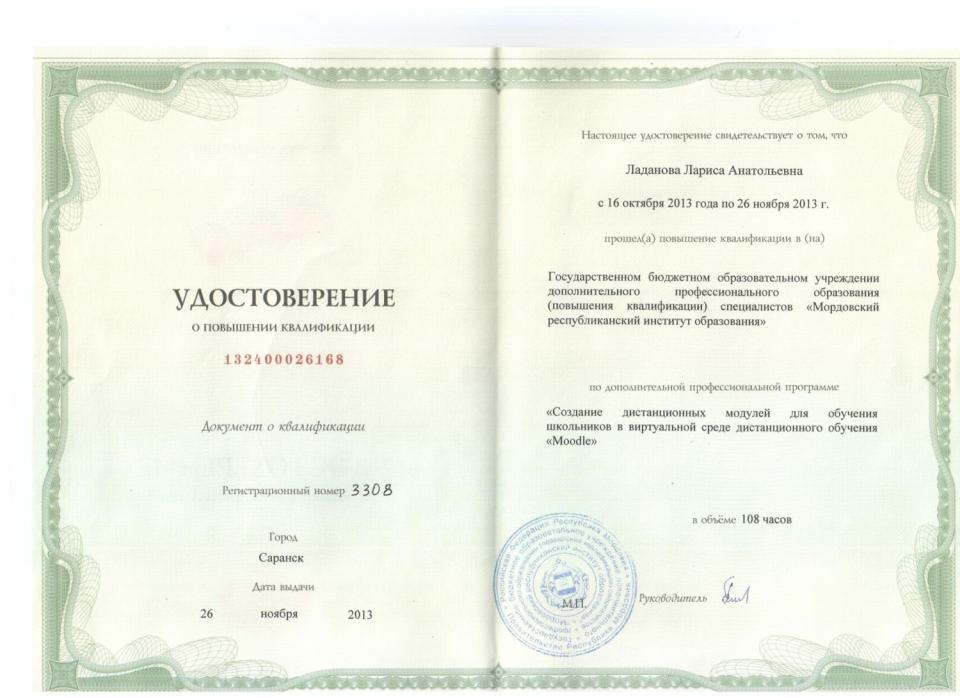 УДОСТОВЕРЕНИЕ
О ПОВЫШЕНИИ КВАЛИФИКАЦИИ
132400026168
Документ о квалификации
Регистрационный номер 3308
Город
Саранск
Дата выдачи
26 ноября 2013
Настоящее удостоверение свидетельствует о том, что
Ладанова Лариса Анатольевна
с 16 октября 2013 года по 26 ноября 2013 г.
прошел(а) повышение квалификации в (на)
Государственном бюджетном образовательном учреждении
дополнительного профессионального образования
(повышения квалификации) специалистов «Мордовский
республиканский институт образования»
по дополнительной профессиональной программе
«Создание дистанционных модулей для обучения
школьников в виртуальной среде дистанционного обучения
«Moodle»
в объёме 108 часов
М.П.
Руководитель